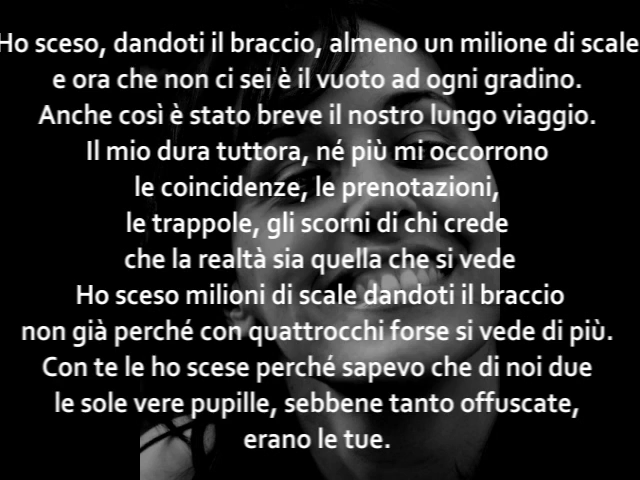 Ho sceso, dandoti il braccio, almeno un milione di scale
e ora che non ci sei è il vuoto ad ogni gradino.
Anche così è stato breve il nostro lungo viaggio.
Il mio dura tuttora, né più mi occorrono
le coincidenze, le prenotazioni,
le trappole, gli scorni di chi crede
che la realtà sia quella che si vede
Ho sceso milioni di scale dandoti il braccio
non già perché con quattrocchi forse si vede di più.
Con te le ho scese perché sapevo che di noi due
le sole vere pupille, sebbene tanto offuscate,
erano le tue.